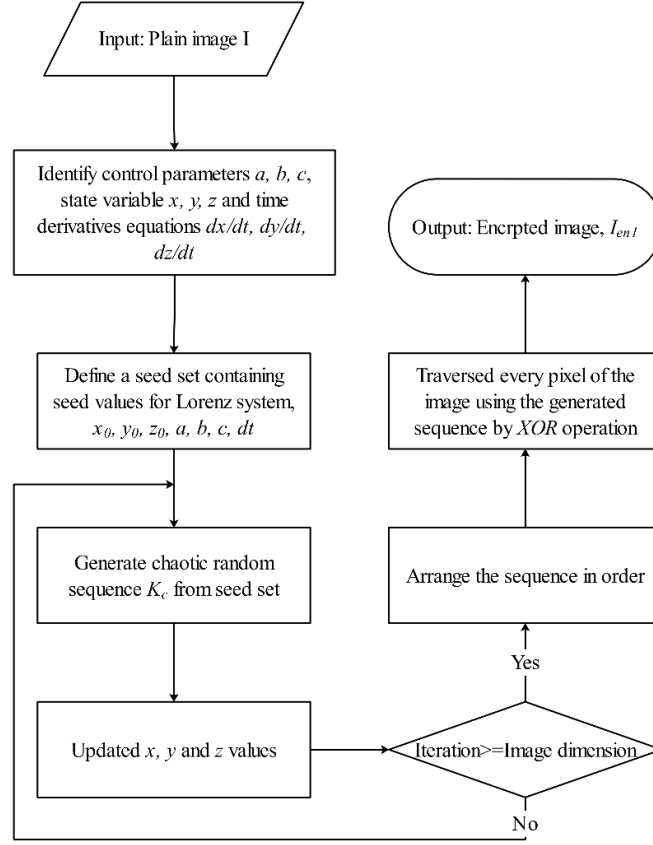 Input: Plain image I
Identify control parameters a, b, c,
state variable x, y, z and time
derivatives equations dx/dt, dy/dt,
dz/dt
Define a seed set containing
seed values for Lorenz system,
x₀, y₀, z₀, a, b, c, dt
Generate chaotic random
sequence K_c from seed set
Updated x, y and z values
Iteration>=Image dimension
No
Yes
Arrange the sequence in order
Traversed every pixel of the
image using the generated
sequence by XOR operation
Output: Encrpted image, I_en1